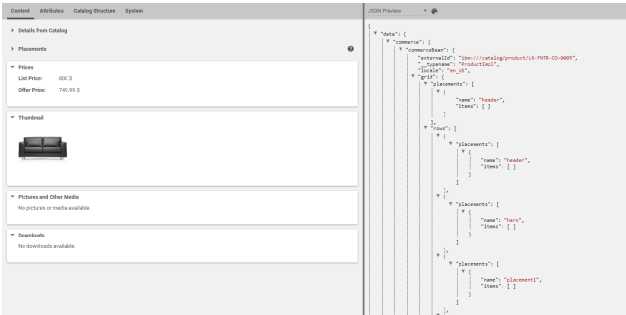 Content Attributes Catalog Structure System
Details from Catalog
Placements
Prices
List Price: 800 $
Offer Price: 749,99 $
Thumbnail
Pictures and Other Media
No pictures or media available.
Downloads
No downloads available.
JSON Preview
{
"data": {
"commerce": {
"commerceBean": {
"externalId": "ibm:///catalog/product/LR-FNTR-CO-0005",
"__typename": "ProductImpl",
"locale": "en_US",
"grid": {
"placements": [
{
"name": "header",
"items": [ ]
}
],
"rows": [
{
"placements": [
{
"name": "header",
"items": [ ]
}
]
},
{
"placements": [
{
"name": "hero",
"items": [ ]
}
]
},
{
"placements": [
{
"name": "placement1",
"items": [ ]
}
]
},
{